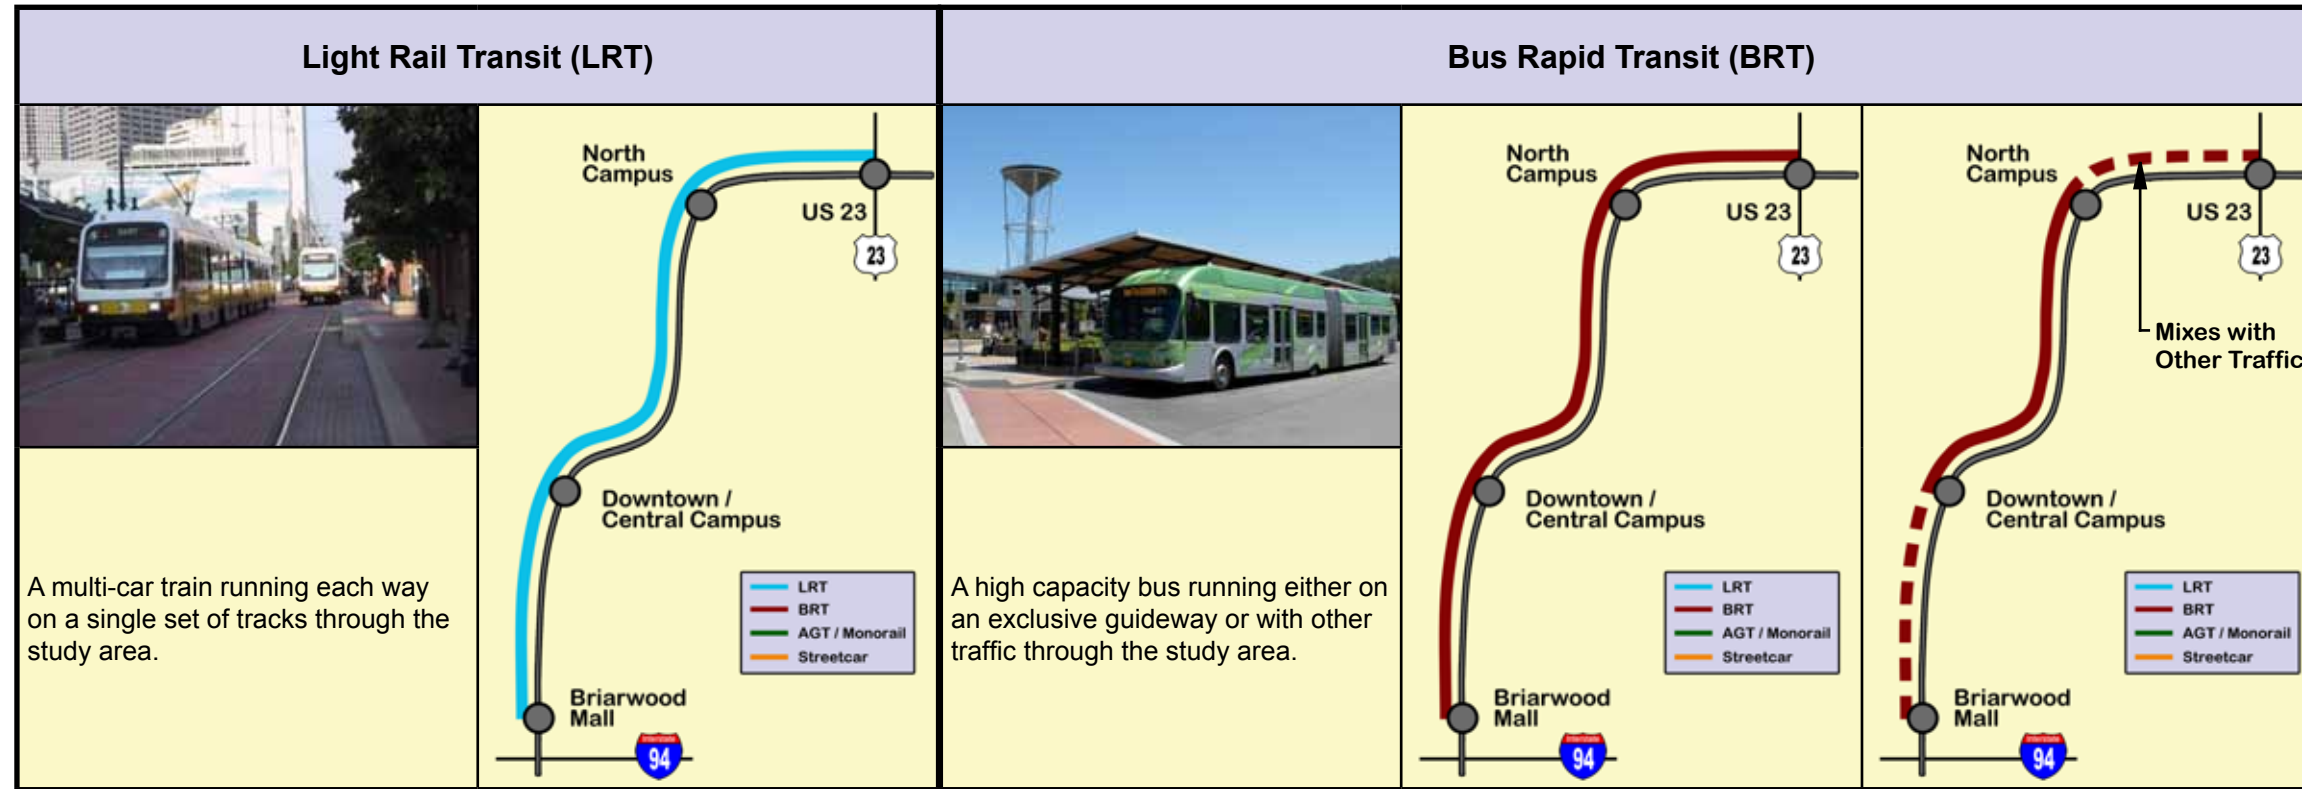 Light Rail Transit (LRT)
Bus Rapid Transit (BRT)
A multi-car train running each way
on a single set of tracks through the
study area.
North
Campus
US 23
23
Downtown /
Central Campus
LRT
BRT
AGT / Monorail
Streetcar
Briarwood
Mall
Interstate
94
A high capacity bus running either on
an exclusive guideway or with other
traffic through the study area.
North
Campus
US 23
23
Downtown /
Central Campus
LRT
BRT
AGT / Monorail
Streetcar
Briarwood
Mall
Interstate
94
North
Campus
US 23
23
Mixes with
Other Traffic
Downtown /
Central Campus
LRT
BRT
AGT / Monorail
Streetcar
Briarwood
Mall
Interstate
94